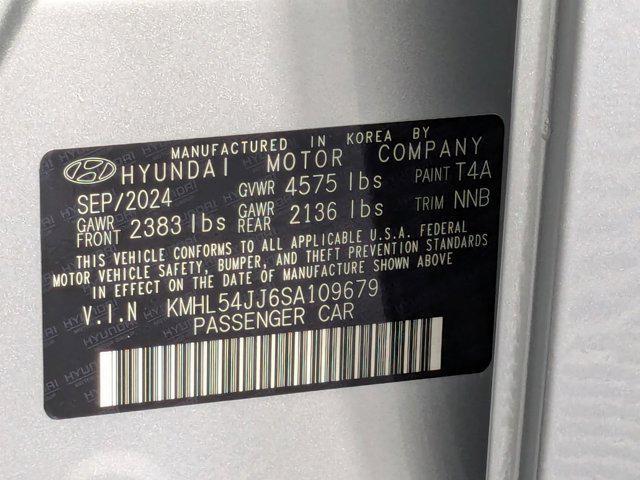 MANUFACTURED IN KOREA BY
HYUNDAI MOTOR COMPANY
SEP/2024 GVWR 4575 lbs PAINT T4A
GAWR FRONT 2383 lbs GAWR REAR 2136 lbs TRIM NNB
THIS VEHICLE CONFORMS TO ALL APPLICABLE U.S.A. FEDERAL
MOTOR VEHICLE SAFETY, BUMPER, AND THEFT PREVENTION STANDARDS
IN EFFECT ON THE DATE OF MANUFACTURE SHOWN ABOVE
V.I.N KMHL54JJ6SA109679
PASSENGER CAR